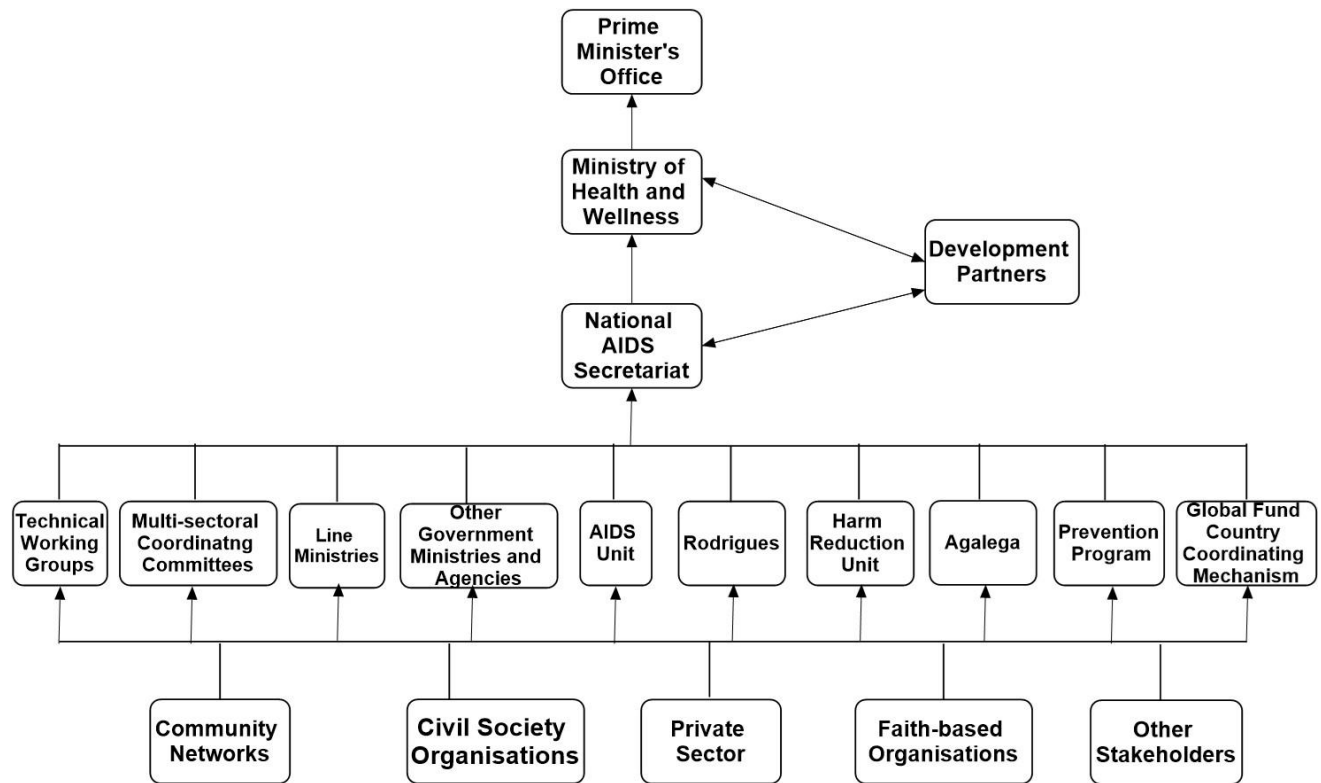 Prime
Minister's
Office
Ministry of
Health and
Wellness
Development
Partners
National
AIDS
Secretariat
Technical
Working
Groups
Multi-sectoral
Coordinatng
Committees
Line
Ministries
Other
Government
Ministries and
Agencies
AIDS
Unit
Rodrigues
Harm
Reduction
Unit
Agalega
Prevention
Program
Global Fund
Country
Coordinating
Mechanism
Community
Networks
Civil Society
Organisations
Private
Sector
Faith-based
Organisations
Other
Stakeholders